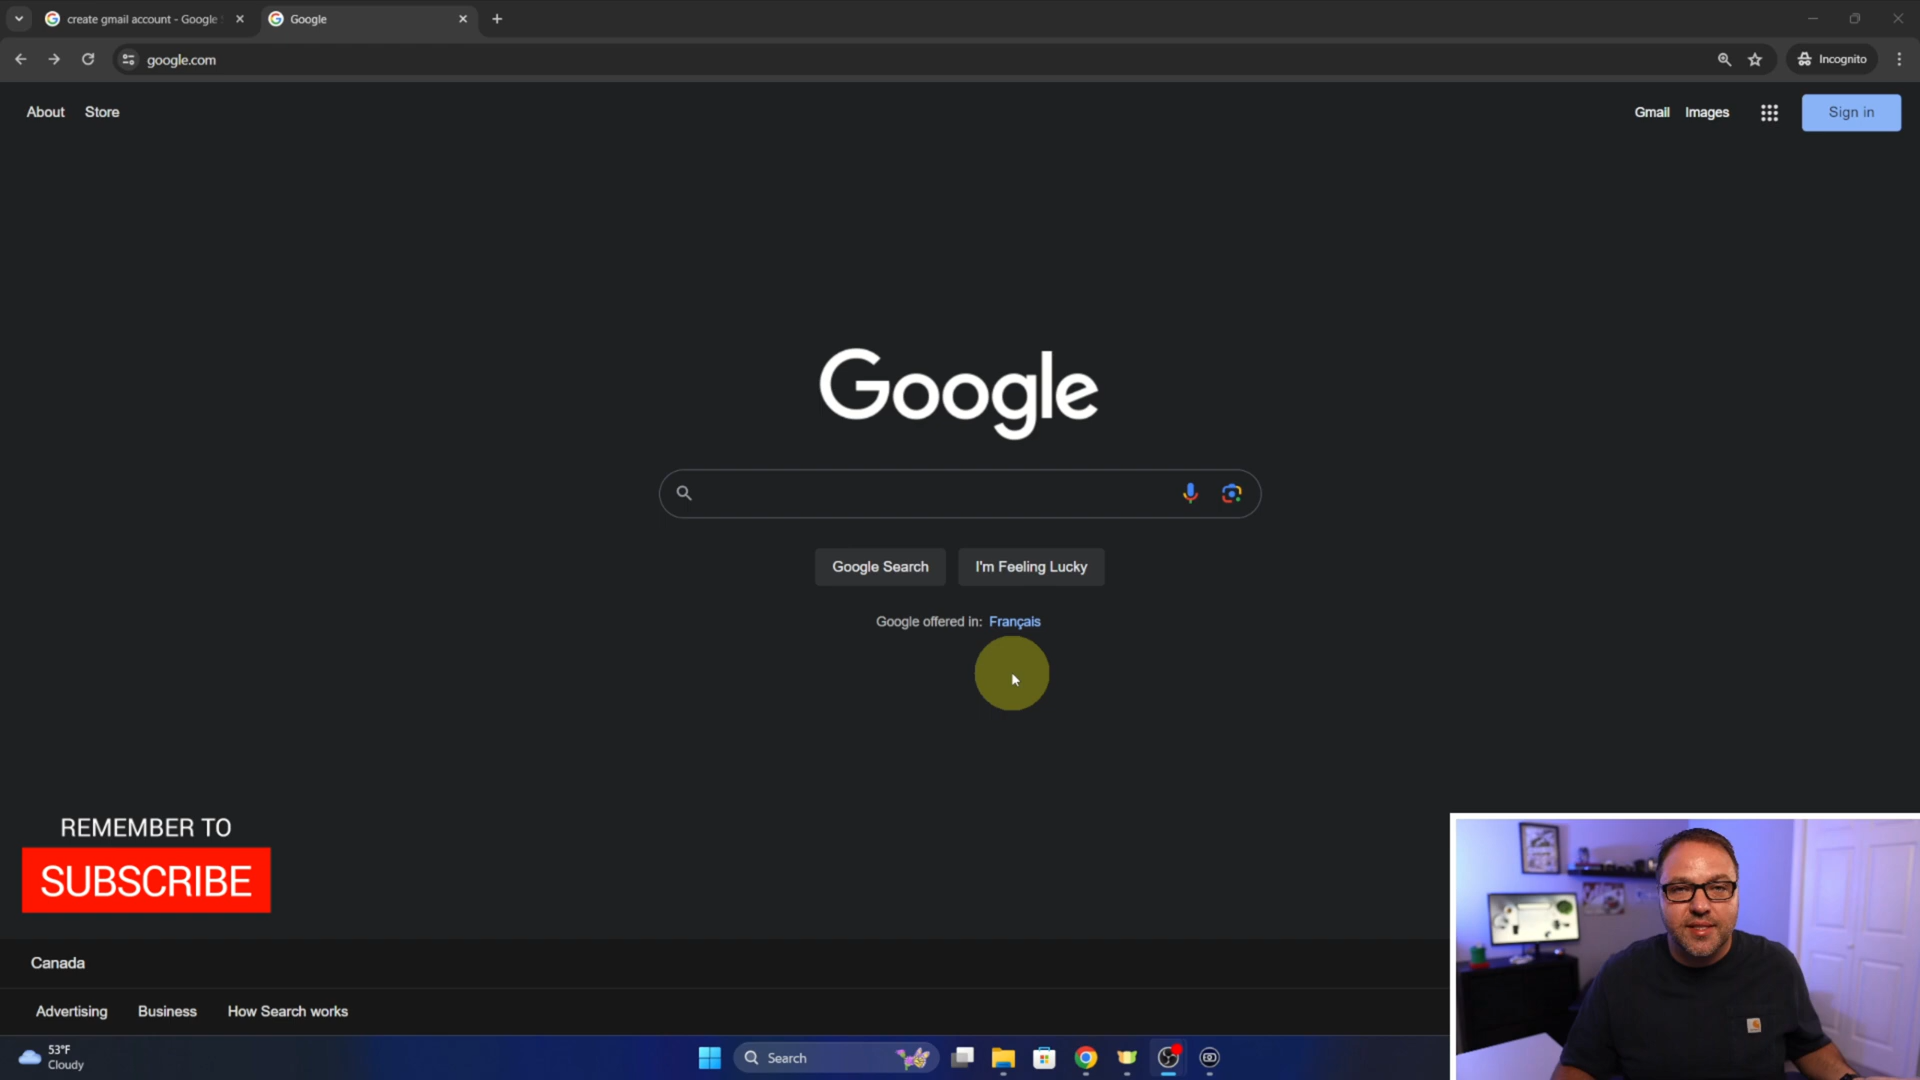 create gmail account - Google
Google
google.com
Incognito
About Store
Gmail Images
Sign in
Google
Google Search
I'm Feeling Lucky
Google offered in: Français
REMEMBER TO
SUBSCRIBE
Canada
Advertising Business How Search works
53°F
Cloudy
Search